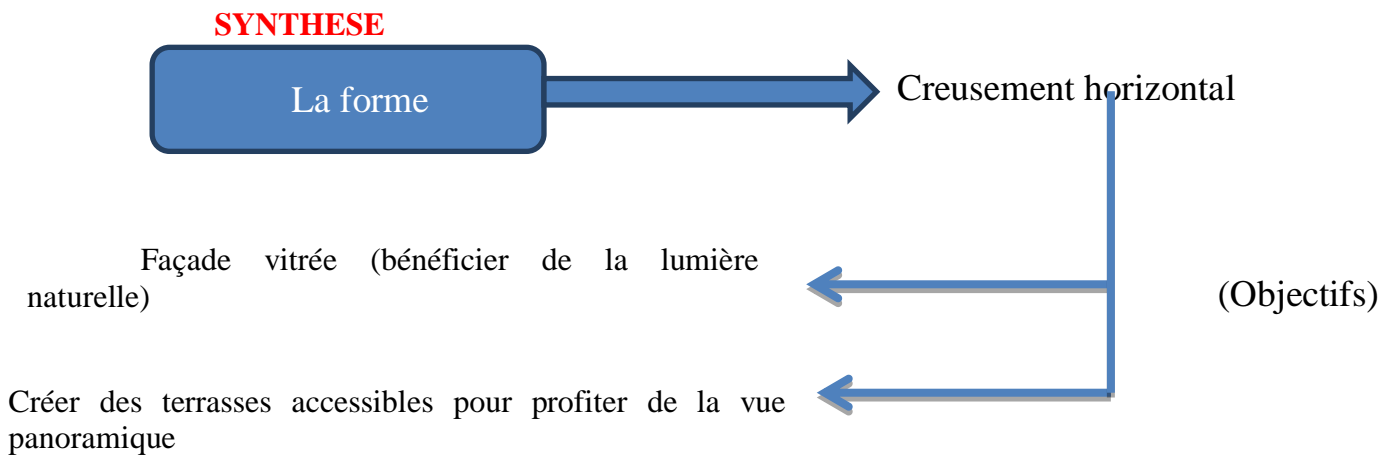 SYNTHESE
La forme
Creusement horizontal
Façade vitrée (bénéficier de la lumière
naturelle)
(Objectifs)
Créer des terrasses accessibles pour profiter de la vue
panoramique